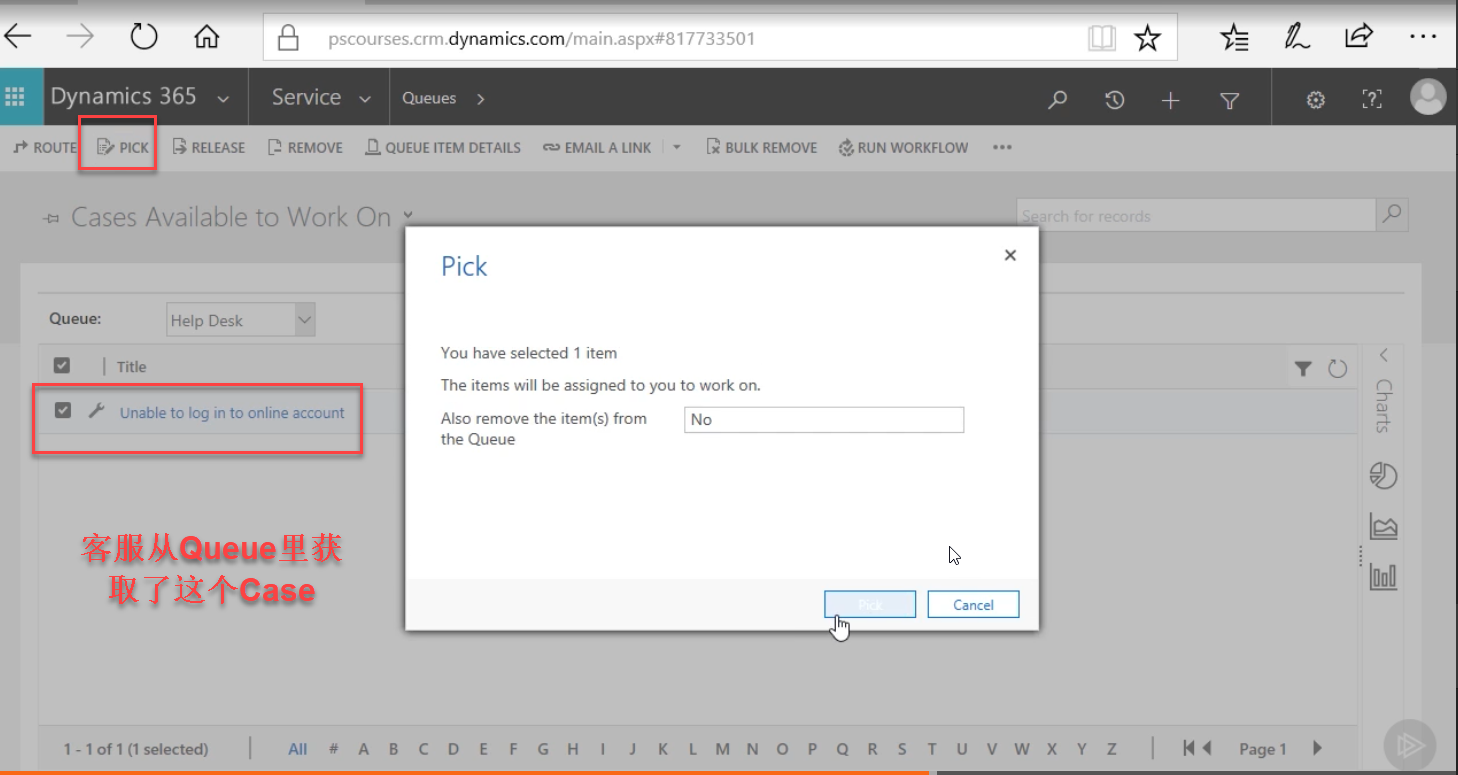 pscourses.crm.dynamics.com/main.aspx#817733501
Dynamics 365 Service Queues
ROUTE PICK RELEASE REMOVE QUEUE ITEM DETAILS EMAIL A LINK BULK REMOVE RUN WORKFLOW
Cases Available to Work On
Search for records
Pick
Queue: Help Desk
You have selected 1 item
Title
The items will be assigned to you to work on.
Unable to log in to online account
Also remove the item(s) from
the Queue
No
Charts
客服从Queue里获
取了这个Case
Pick Cancel
1 - 1 of 1 (1 selected) All # A B C D E F G H I J K L M N O P Q R S T U V W X Y Z Page 1